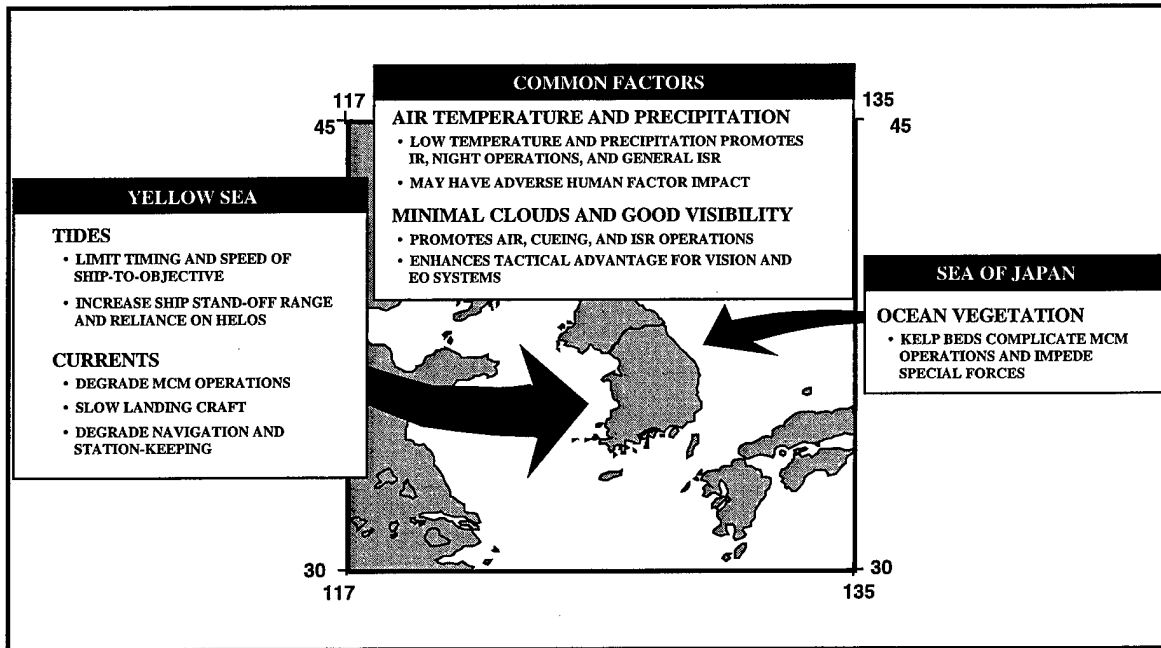 COMMON FACTORS
AIR TEMPERATURE AND PRECIPITATION
• LOW TEMPERATURE AND PRECIPITATION PROMOTES
IR, NIGHT OPERATIONS, AND GENERAL ISR
• MAY HAVE ADVERSE HUMAN FACTOR IMPACT
MINIMAL CLOUDS AND GOOD VISIBILITY
• PROMOTES AIR, CUEING, AND ISR OPERATIONS
• ENHANCES TACTICAL ADVANTAGE FOR VISION AND
EO SYSTEMS
117
45
135
45
YELLOW SEA
TIDES
• LIMIT TIMING AND SPEED OF
SHIP-TO-OBJECTIVE
• INCREASE SHIP STAND-OFF RANGE
AND RELIANCE ON HELOS
CURRENTS
• DEGRADE MCM OPERATIONS
• SLOW LANDING CRAFT
• DEGRADE NAVIGATION AND
STATION-KEEPING
SEA OF JAPAN
OCEAN VEGETATION
• KELP BEDS COMPLICATE MCM
OPERATIONS AND IMPEDE
SPECIAL FORCES
30
117
30
135